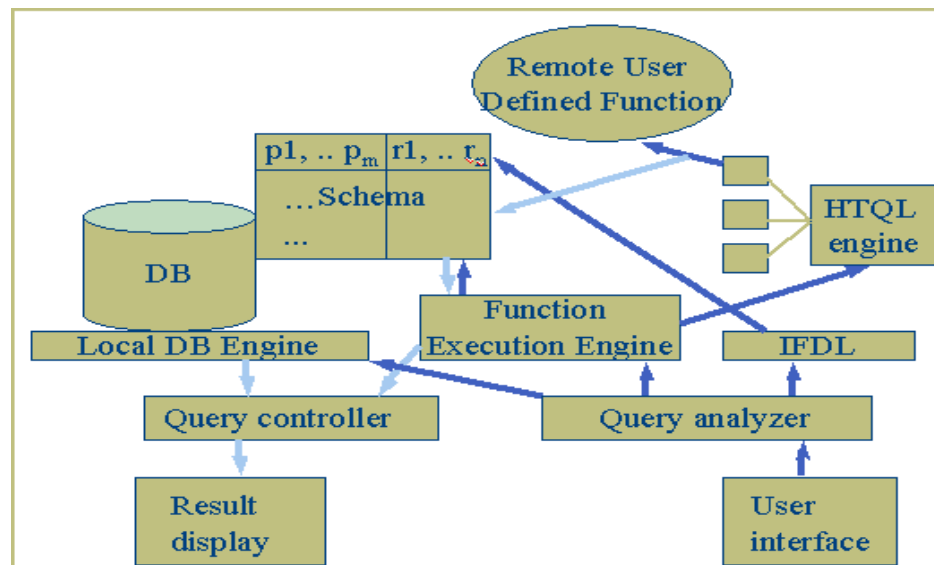 Remote User
Defined Function
p1, .. pm
r1, .. rn
...Schema
...
HTQL
engine
DB
Function
Execution Engine
Local DB Engine
IFDL
Query controller
Query analyzer
Result
display
User
interface